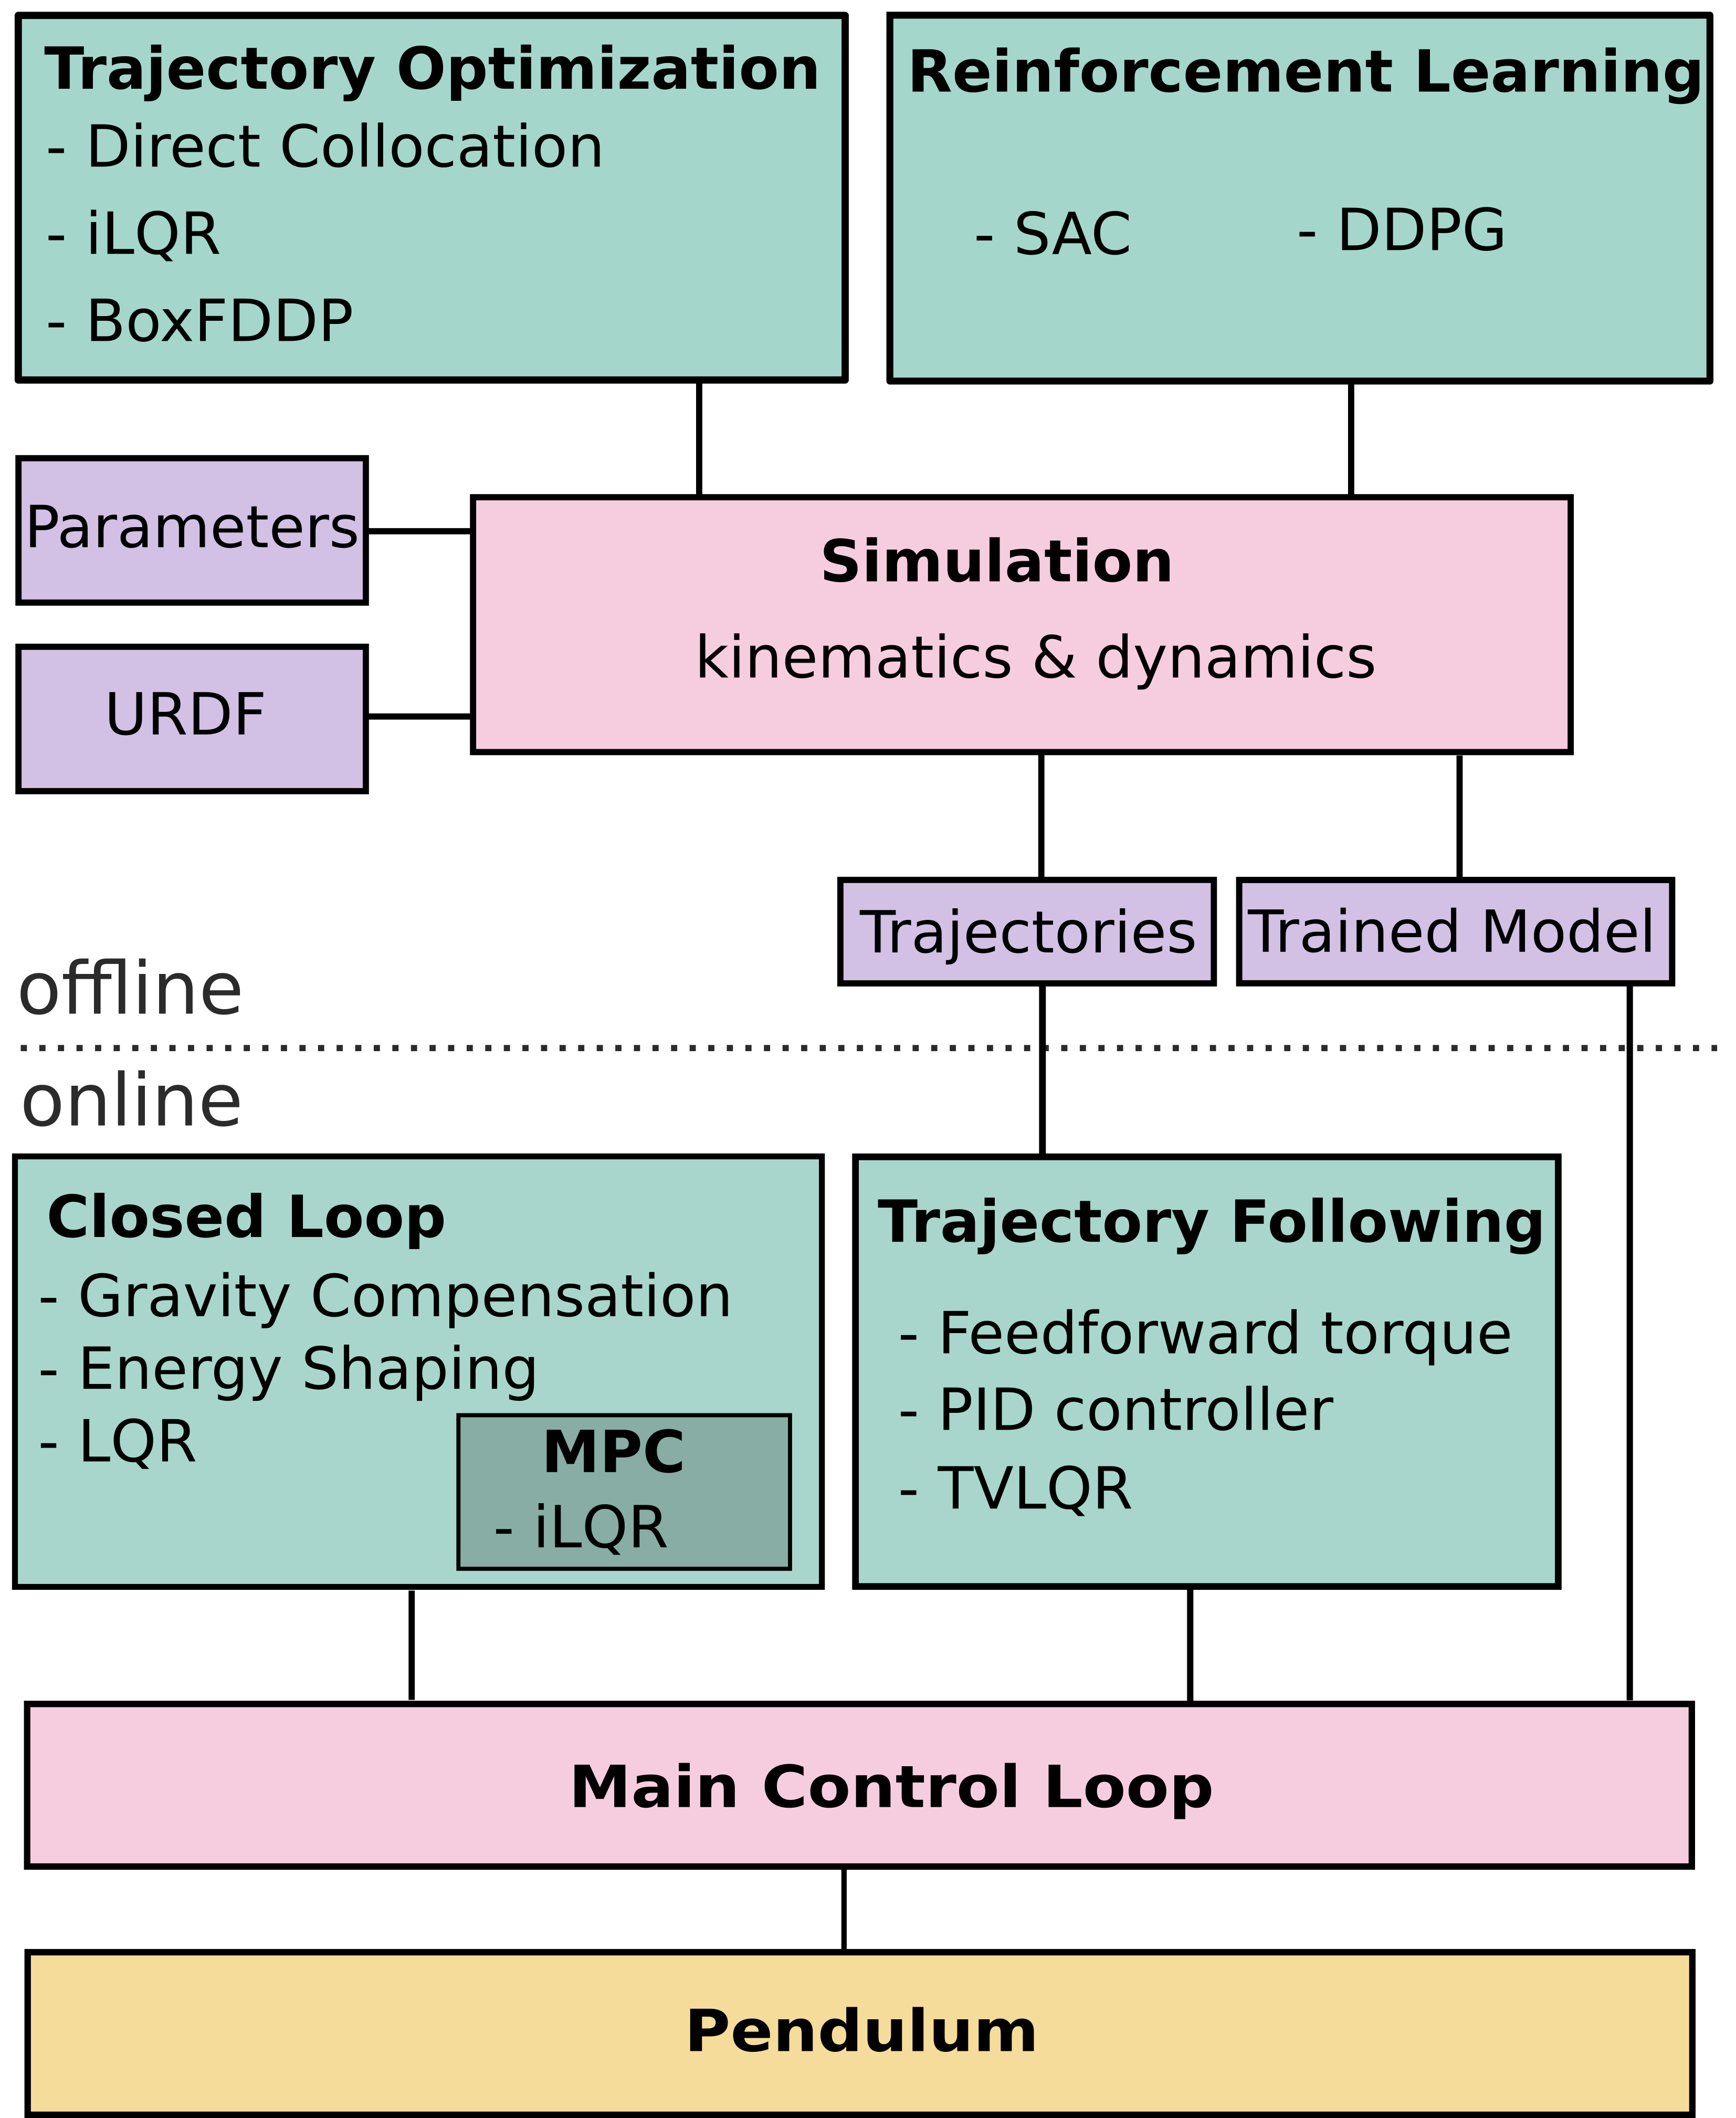 Trajectory Optimization
- Direct Collocation
- iLQR
- BoxFDDP
Reinforcement Learning
- SAC
- DDPG
Parameters
URDF
Simulation
kinematics & dynamics
Trajectories
Trained Model
offline
online
Closed Loop
- Gravity Compensation
- Energy Shaping
- LQR
MPC
- iLQR
Trajectory Following
- Feedforward torque
- PID controller
- TVLQR
Main Control Loop
Pendulum